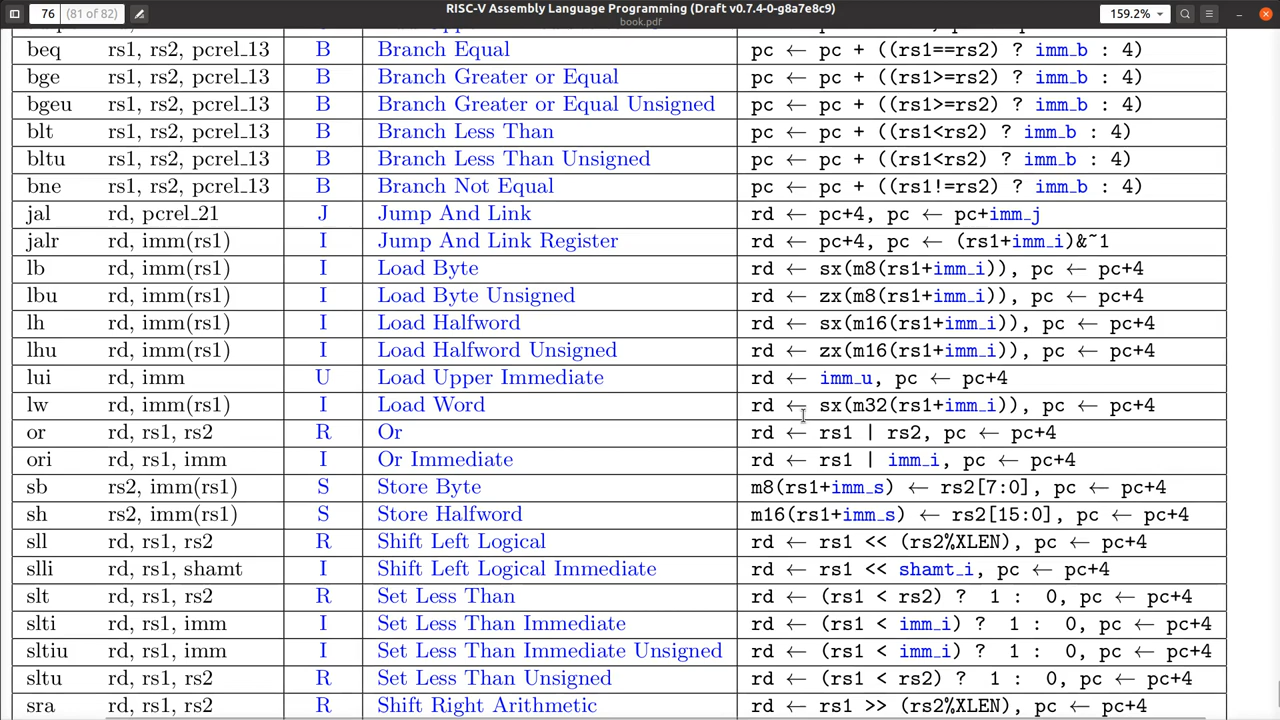 76 (81 of 82) RISC-V Assembly Language Programming (Draft v0.7.4-0-g8a7e8c9) 159.2%
book.pdf
beq rs1, rs2, pcrel_13 B Branch Equal pc ← pc + ((rs1==rs2) ? imm_b : 4)
bge rs1, rs2, pcrel_13 B Branch Greater or Equal pc ← pc + ((rs1>=rs2) ? imm_b : 4)
bgeu rs1, rs2, pcrel_13 B Branch Greater or Equal Unsigned pc ← pc + ((rs1>=rs2) ? imm_b : 4)
blt rs1, rs2, pcrel_13 B Branch Less Than pc ← pc + ((rs1<rs2) ? imm_b : 4)
bltu rs1, rs2, pcrel_13 B Branch Less Than Unsigned pc ← pc + ((rs1<rs2) ? imm_b : 4)
bne rs1, rs2, pcrel_13 B Branch Not Equal pc ← pc + ((rs1!=rs2) ? imm_b : 4)
jal rd, pcrel_21 J Jump And Link rd ← pc+4, pc ← pc+imm_j
jalr rd, imm(rs1) I Jump And Link Register rd ← pc+4, pc ← (rs1+imm_i)&~1
lb rd, imm(rs1) I Load Byte rd ← sx(m8(rs1+imm_i)), pc ← pc+4
lbu rd, imm(rs1) I Load Byte Unsigned rd ← zx(m8(rs1+imm_i)), pc ← pc+4
lh rd, imm(rs1) I Load Halfword rd ← sx(m16(rs1+imm_i)), pc ← pc+4
lhu rd, imm(rs1) I Load Halfword Unsigned rd ← zx(m16(rs1+imm_i)), pc ← pc+4
lui rd, imm U Load Upper Immediate rd ← imm_u, pc ← pc+4
lw rd, imm(rs1) I Load Word rd ← sx(m32(rs1+imm_i)), pc ← pc+4
or rd, rs1, rs2 R Or rd ← rs1 | rs2, pc ← pc+4
ori rd, rs1, imm I Or Immediate rd ← rs1 | imm_i, pc ← pc+4
sb rs2, imm(rs1) S Store Byte m8(rs1+imm_s) ← rs2[7:0], pc ← pc+4
sh rs2, imm(rs1) S Store Halfword m16(rs1+imm_s) ← rs2[15:0], pc ← pc+4
sll rd, rs1, rs2 R Shift Left Logical rd ← rs1 << (rs2%XLEN), pc ← pc+4
slli rd, rs1, shamt I Shift Left Logical Immediate rd ← rs1 << shamt_i, pc ← pc+4
slt rd, rs1, rs2 R Set Less Than rd ← (rs1 < rs2) ? 1 : 0, pc ← pc+4
slti rd, rs1, imm I Set Less Than Immediate rd ← (rs1 < imm_i) ? 1 : 0, pc ← pc+4
sltiu rd, rs1, imm I Set Less Than Immediate Unsigned rd ← (rs1 < imm_i) ? 1 : 0, pc ← pc+4
sltu rd, rs1, rs2 R Set Less Than Unsigned rd ← (rs1 < rs2) ? 1 : 0, pc ← pc+4
sra rd, rs1, rs2 R Shift Right Arithmetic rd ← rs1 >> (rs2%XLEN), pc ← pc+4